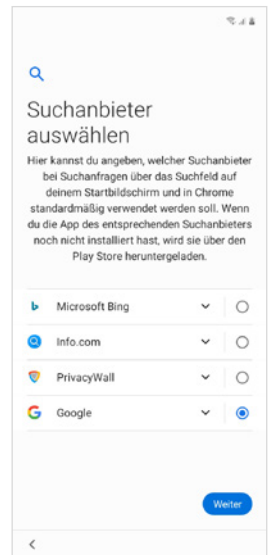 Suchanbieter
auswählen
Hier kannst du angeben, welcher Suchanbieter
bei Suchanfragen über das Suchfeld auf
deinem Startbildschirm und in Chrome
standardmäßig verwendet werden soll. Wenn
du die App des entsprechenden Suchanbieters
noch nicht installiert hast, wird sie über den
Play Store heruntergeladen.
Microsoft Bing
Info.com
PrivacyWall
Google
Weiter